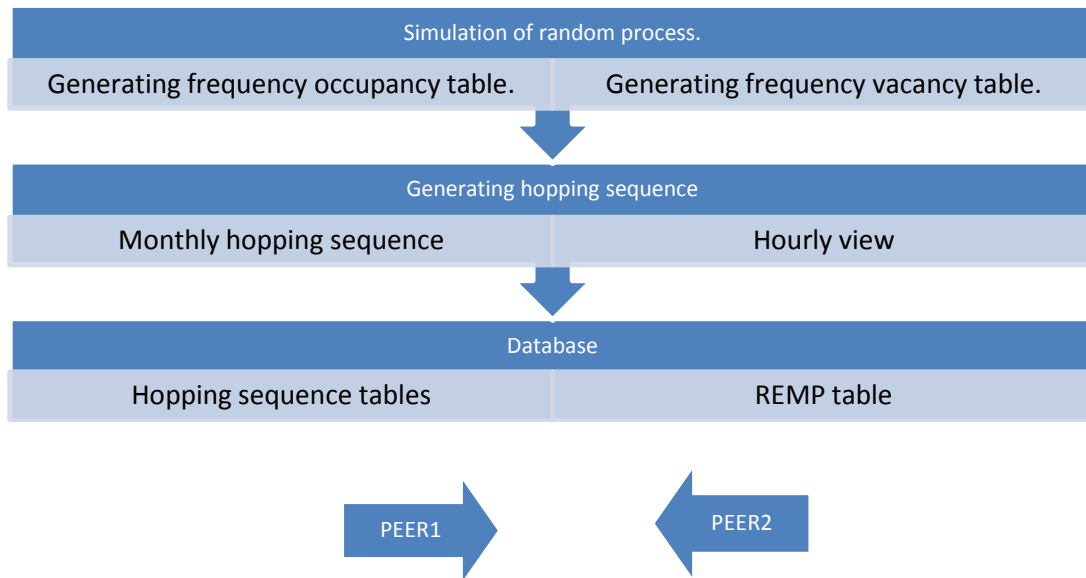 Simulation of random process.
Generating frequency occupancy table.
Generating frequency vacancy table.
Generating hopping sequence
Monthly hopping sequence
Hourly view
Database
Hopping sequence tables
REMP table
PEER1
PEER2